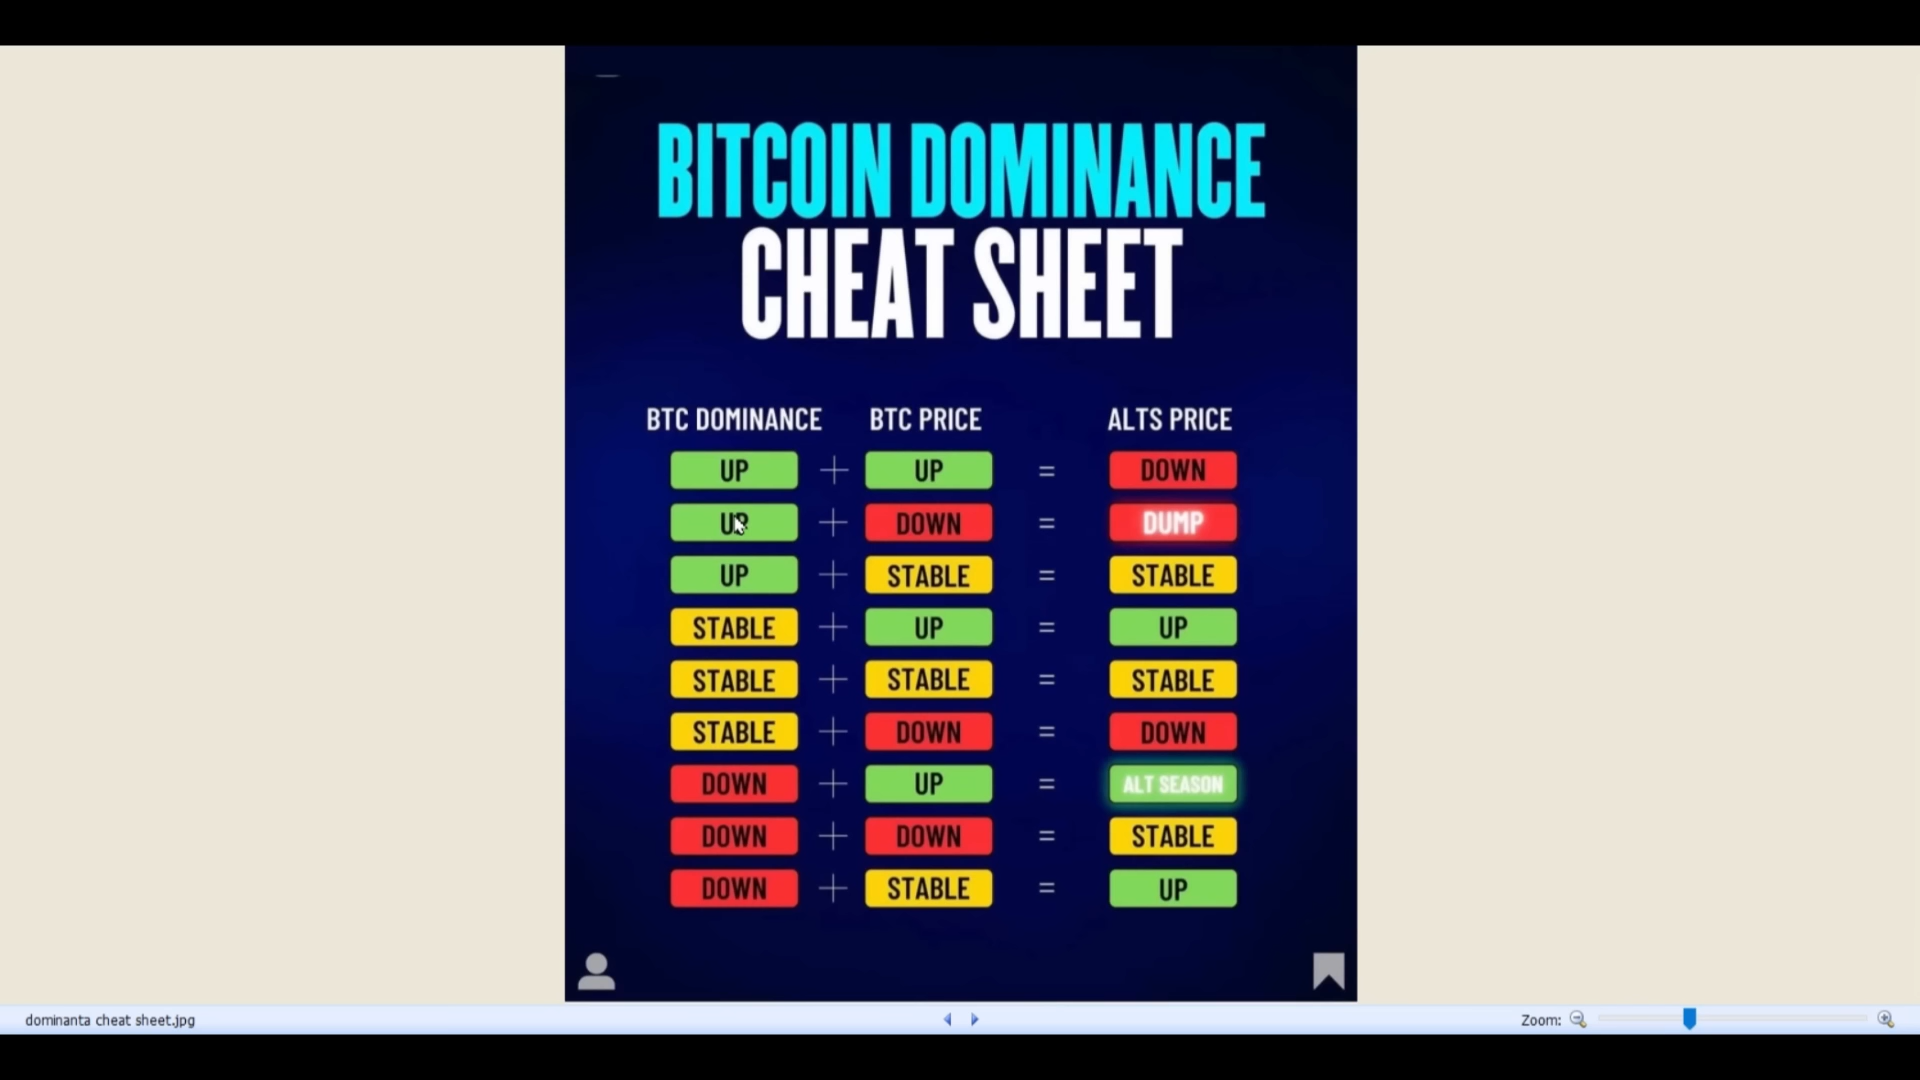 BITCOIN DOMINANCE
CHEAT SHEET
BTC DOMINANCE BTC PRICE ALTS PRICE
UP + UP = DOWN
UP + DOWN = DUMP
UP + STABLE = STABLE
STABLE + UP = UP
STABLE + STABLE = STABLE
STABLE + DOWN = DOWN
DOWN + UP = ALT SEASON
DOWN + DOWN = STABLE
DOWN + STABLE = UP
dominanta cheat sheet.jpg Zoom: